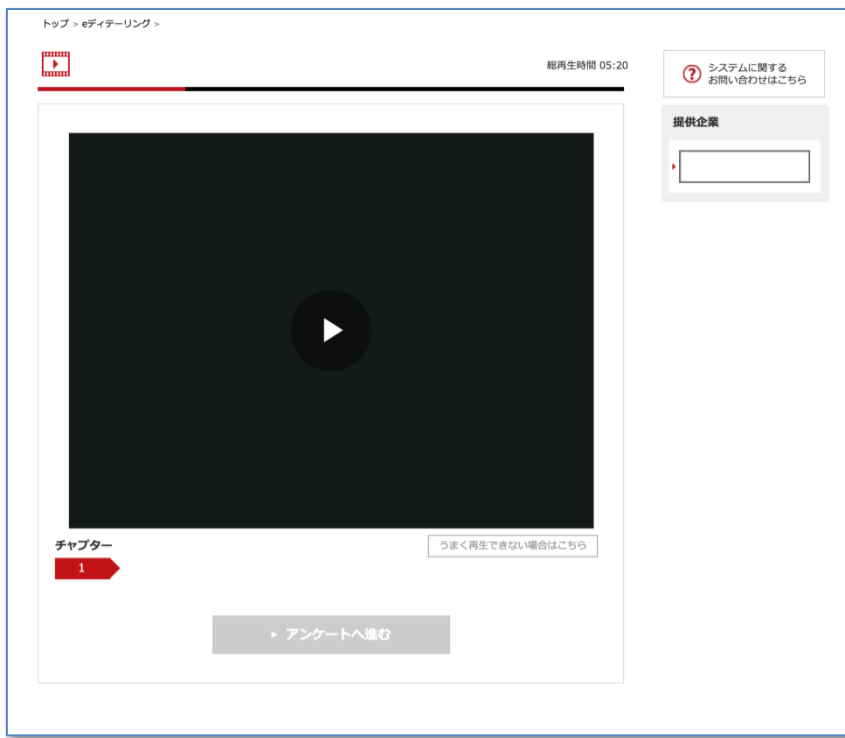 トップ > eディテーリング >
総再生時間 05:20
システムに関する
お問い合わせはこちら
提供企業
チャプター
うまく再生できない場合はこちら
1
アンケートへ進む